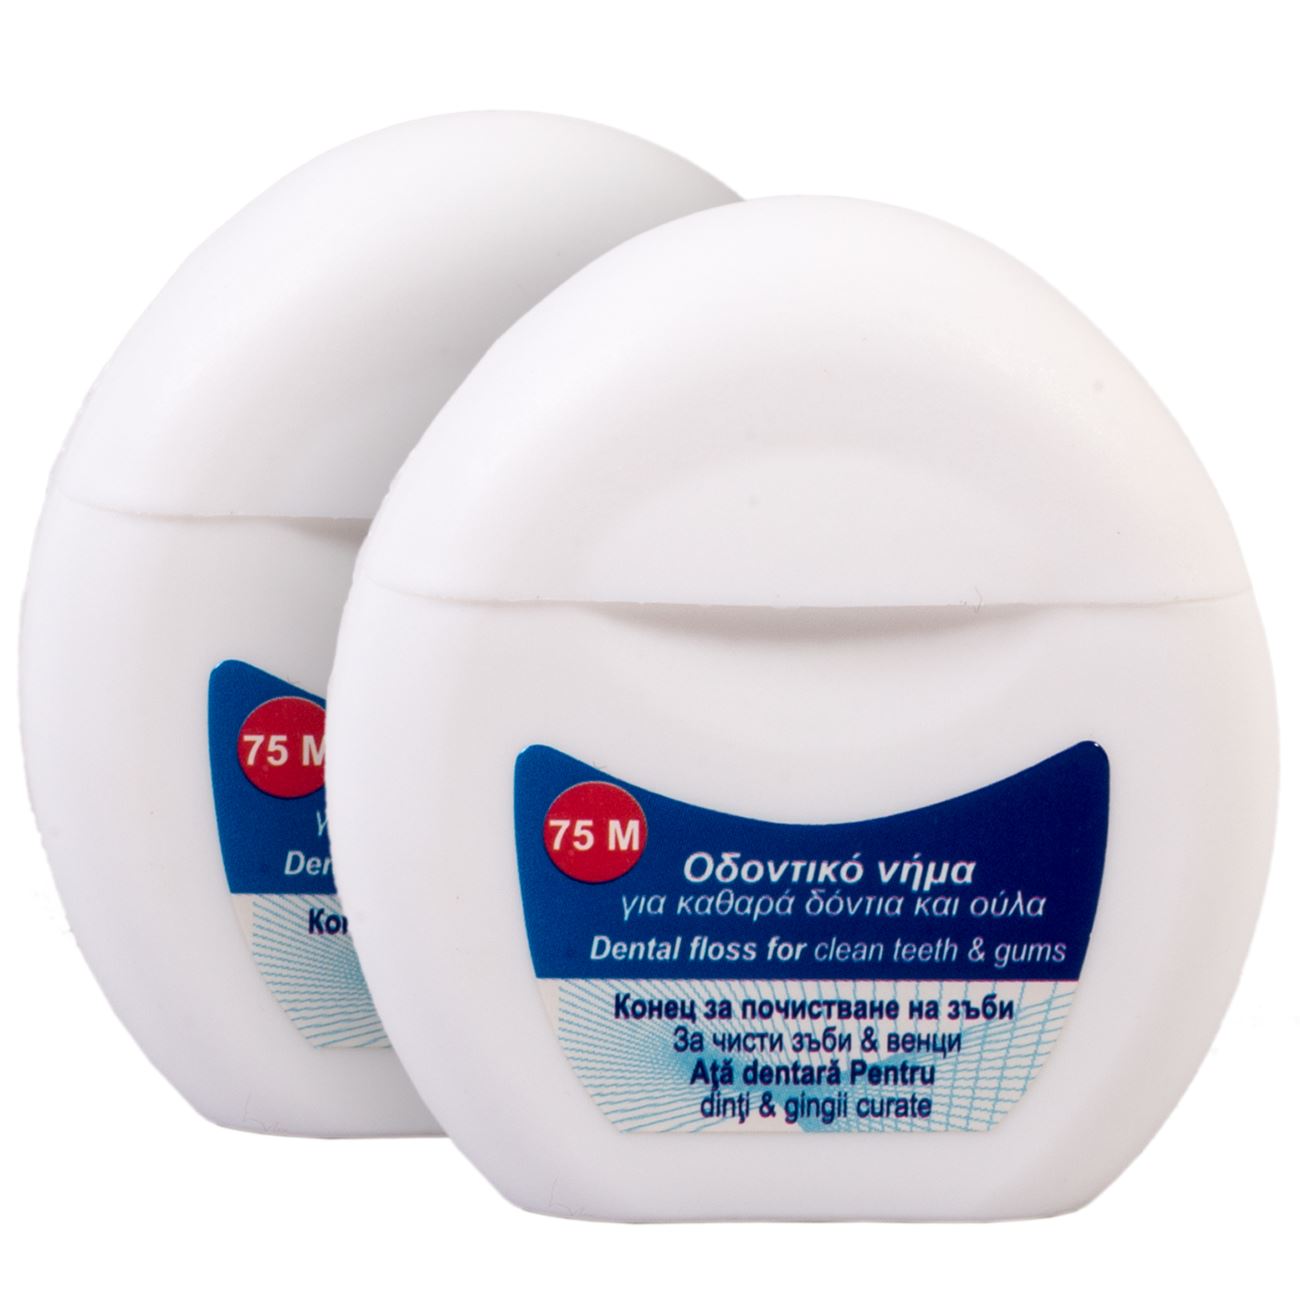 75 M
Οδοντικό νήμα
για καθαρά δόντια και ούλα
Dental floss for clean teeth & gums
Конец за почистване на зъби
За чисти зъби & венци
Aţă dentară Pentru
dinţi & gingii curate
75 M